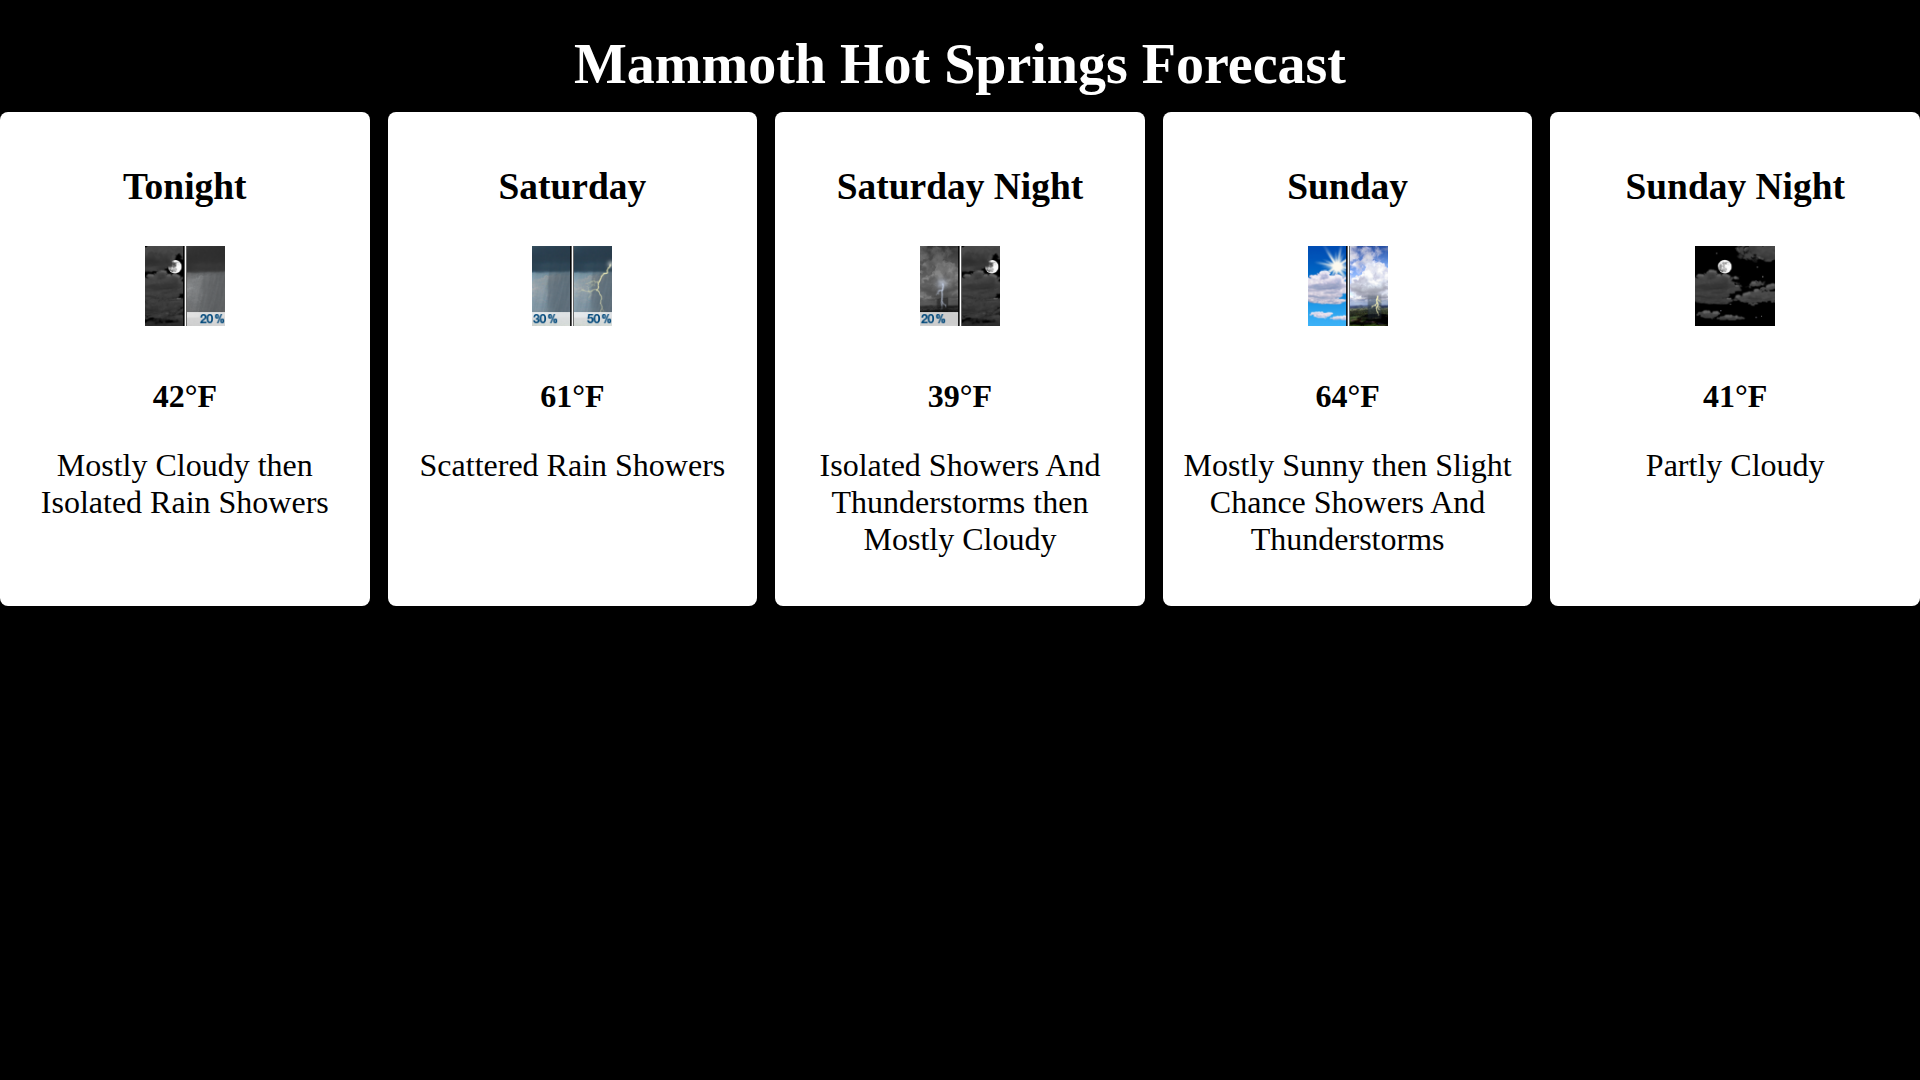 Mammoth Hot Springs Forecast
Tonight
20%
42°F
Mostly Cloudy then
Isolated Rain Showers
Saturday
30% 50%
61°F
Scattered Rain Showers
Saturday Night
20%
39°F
Isolated Showers And
Thunderstorms then
Mostly Cloudy
Sunday
64°F
Mostly Sunny then Slight
Chance Showers And
Thunderstorms
Sunday Night
41°F
Partly Cloudy